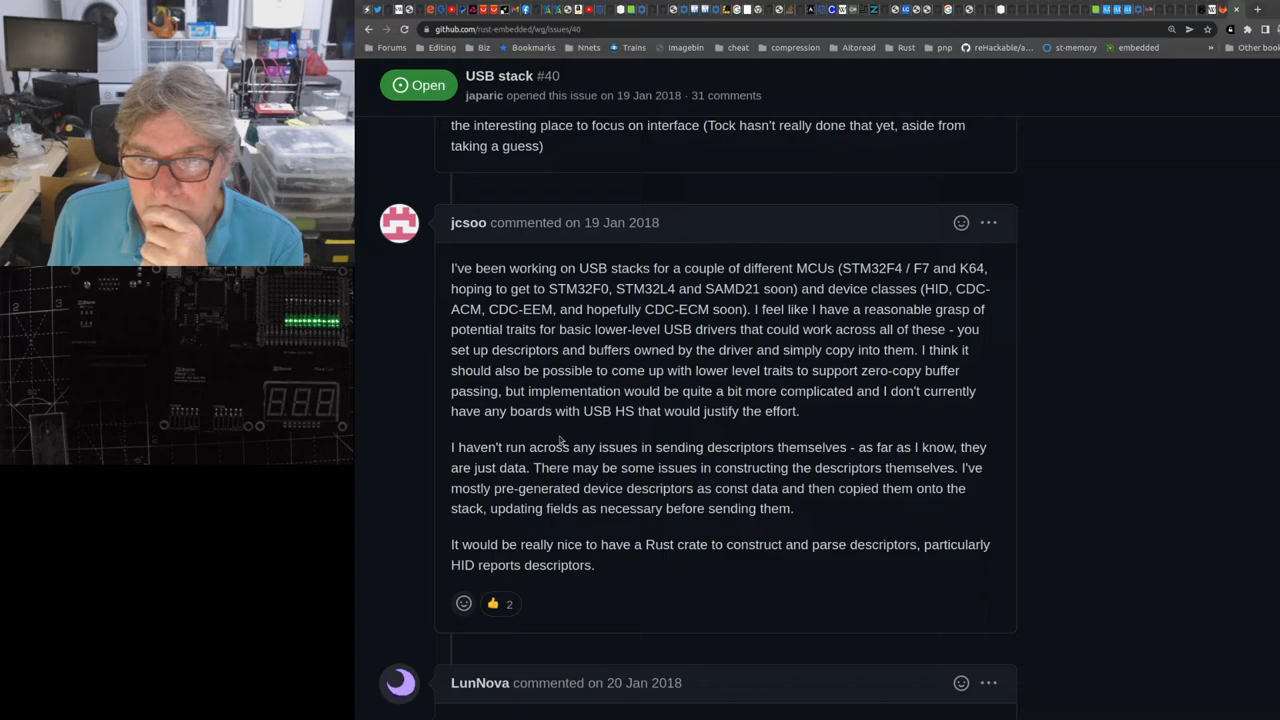 github.com/rust-embedded/wg/issues/40
Forums
Editing
Biz
Bookmarks
Nnets
Trains
Imagebin
cheat
compression
AItoread
Rust
pnp
rethackable/a...
st-memory
embedded
»
Other book
Open
USB stack #40
japaric opened this issue on 19 Jan 2018 · 31 comments
the interesting place to focus on interface (Tock hasn't really done that yet, aside from
taking a guess)
jcsoo commented on 19 Jan 2018
I've been working on USB stacks for a couple of different MCUs (STM32F4 / F7 and K64,
hoping to get to STM32F0, STM32L4 and SAMD21 soon) and device classes (HID, CDC-
ACM, CDC-EEM, and hopefully CDC-ECM soon). I feel like I have a reasonable grasp of
potential traits for basic lower-level USB drivers that could work across all of these - you
set up descriptors and buffers owned by the driver and simply copy into them. I think it
should also be possible to come up with lower level traits to support zero-copy buffer
passing, but implementation would be quite a bit more complicated and I don't currently
have any boards with USB HS that would justify the effort.
I haven't run across any issues in sending descriptors themselves - as far as I know, they
are just data. There may be some issues in constructing the descriptors themselves. I've
mostly pre-generated device descriptors as const data and then copied them onto the
stack, updating fields as necessary before sending them.
It would be really nice to have a Rust crate to construct and parse descriptors, particularly
HID reports descriptors.
2
LunNova commented on 20 Jan 2018